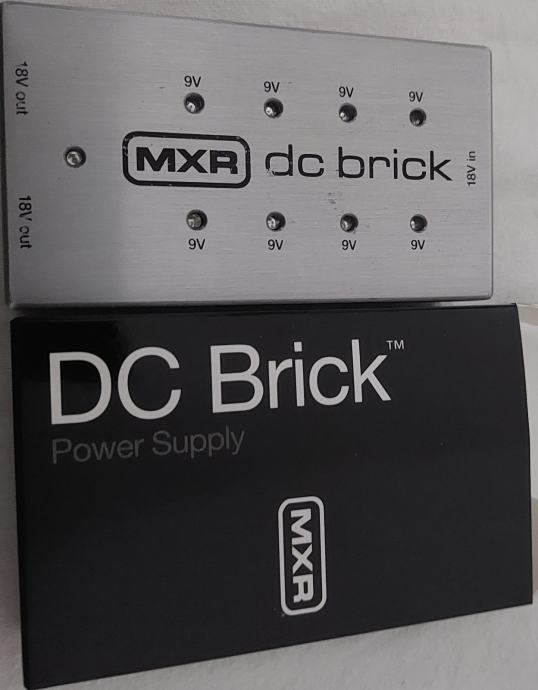 18V out
9V 9V 9V 9V
MXR dc brick
18V in
18V out
9V 9V 9V 9V
DC Brick™
Power Supply
MXR